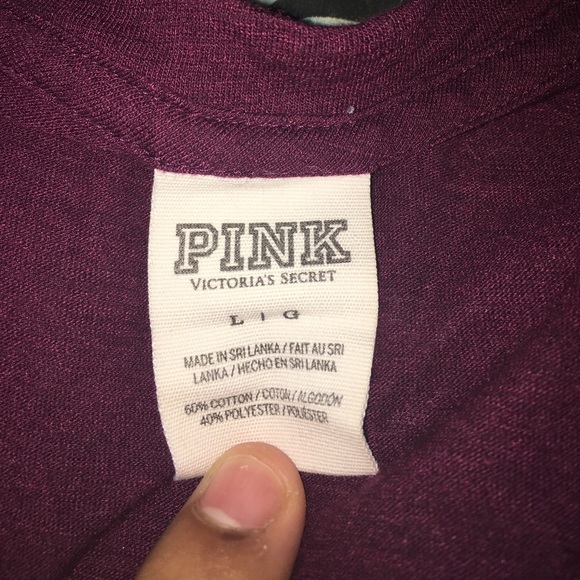 PINK
VICTORIA'S SECRET
L | G
MADE IN SRI LANKA / FAIT AU SRI
LANKA / HECHO EN SRI LANKA
60% COTTON / COTON / ALGODÓN
40% POLYESTER / POLIÉSTER